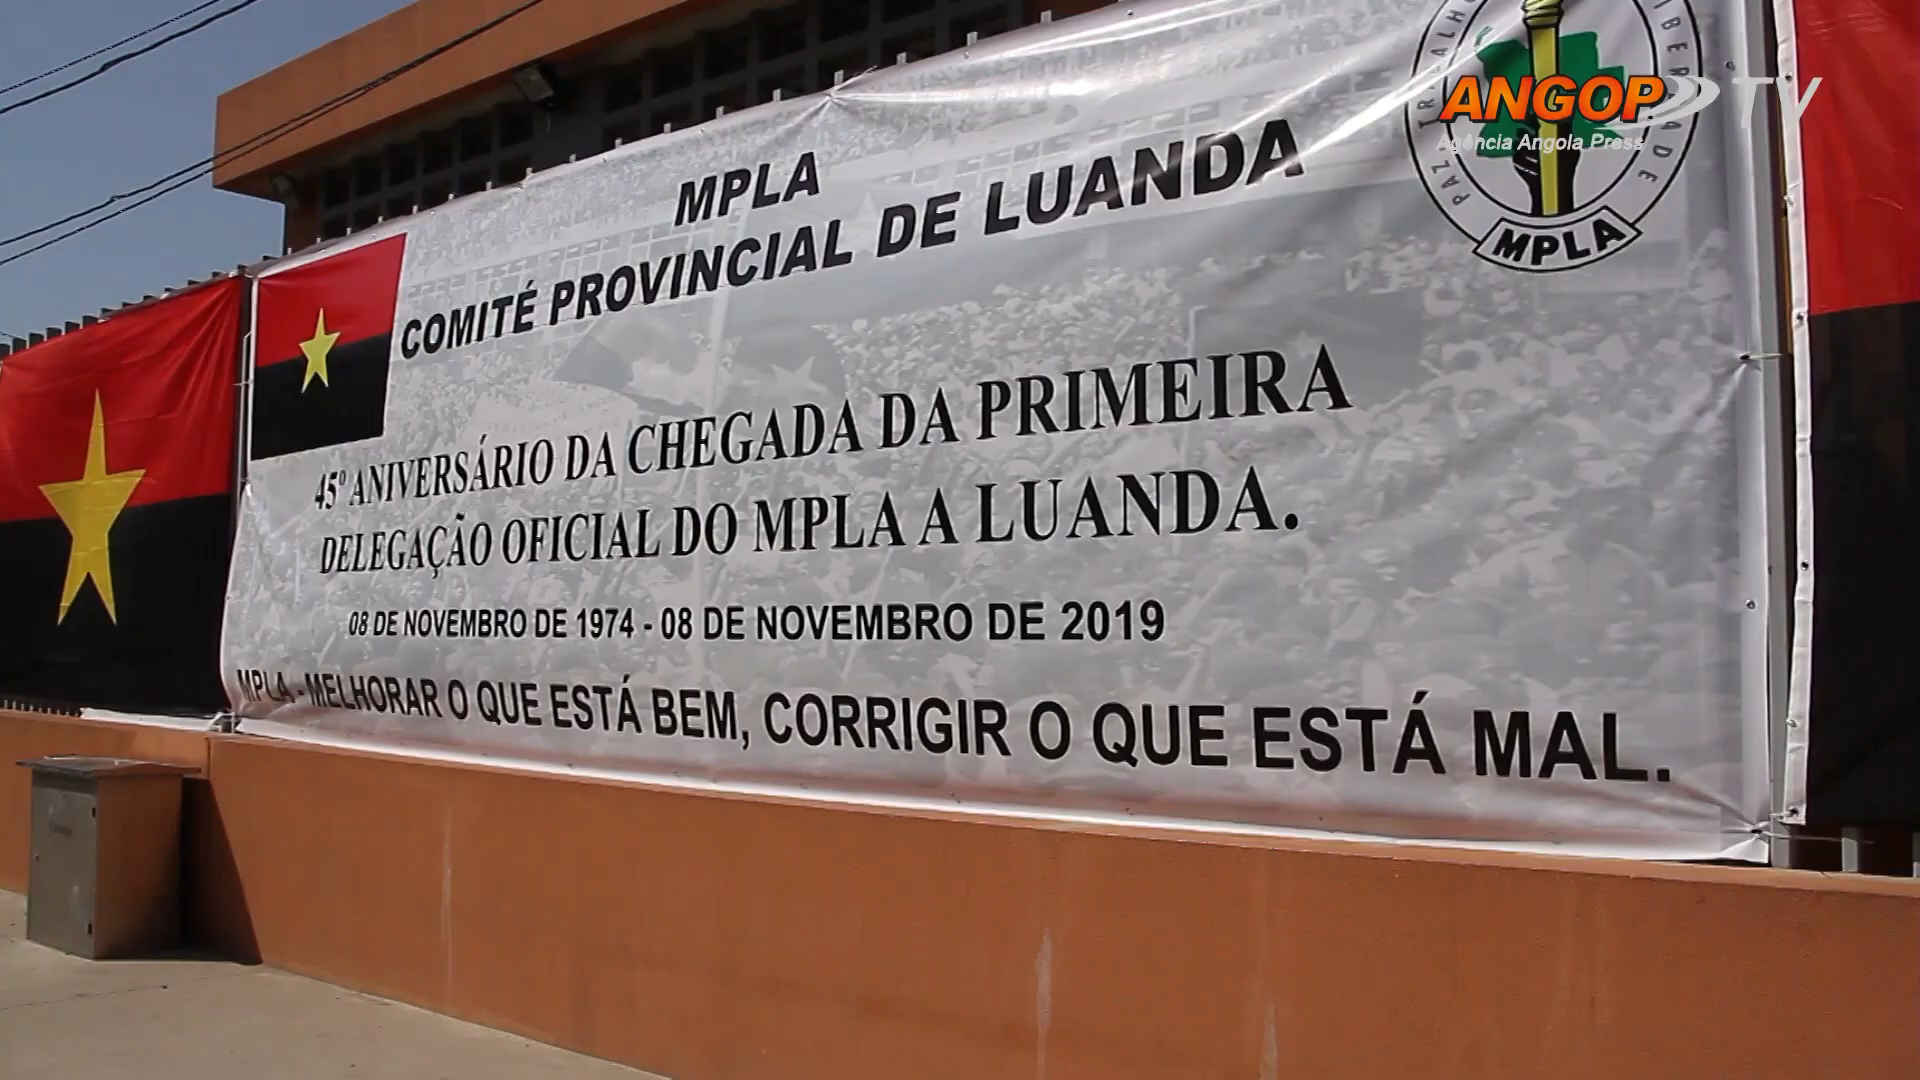 ANGOP TV
Agência Angola Press
PAZ TRABALHO LIBERDADE
MPLA
MPLA
COMITÉ PROVINCIAL DE LUANDA
45º ANIVERSÁRIO DA CHEGADA DA PRIMEIRA
DELEGAÇÃO OFICIAL DO MPLA A LUANDA.
08 DE NOVEMBRO DE 1974 - 08 DE NOVEMBRO DE 2019
MPLA - MELHORAR O QUE ESTÁ BEM, CORRIGIR O QUE ESTÁ MAL.